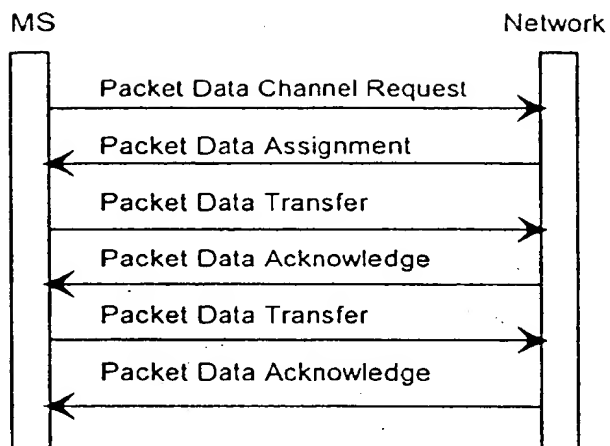 MS Network
Packet Data Channel Request
Packet Data Assignment
Packet Data Transfer
Packet Data Acknowledge
Packet Data Transfer
Packet Data Acknowledge